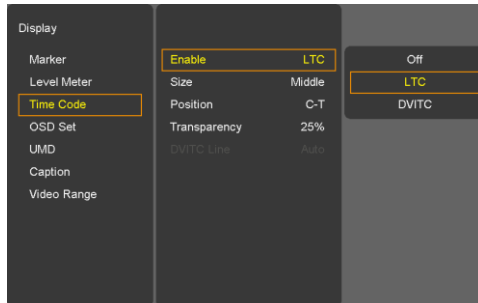 Display
Marker
Level Meter
Time Code
OSD Set
UMD
Caption
Video Range
Enable LTC
Size Middle
Position C-T
Transparency 25%
DVITC Line Auto
Off
LTC
DVITC